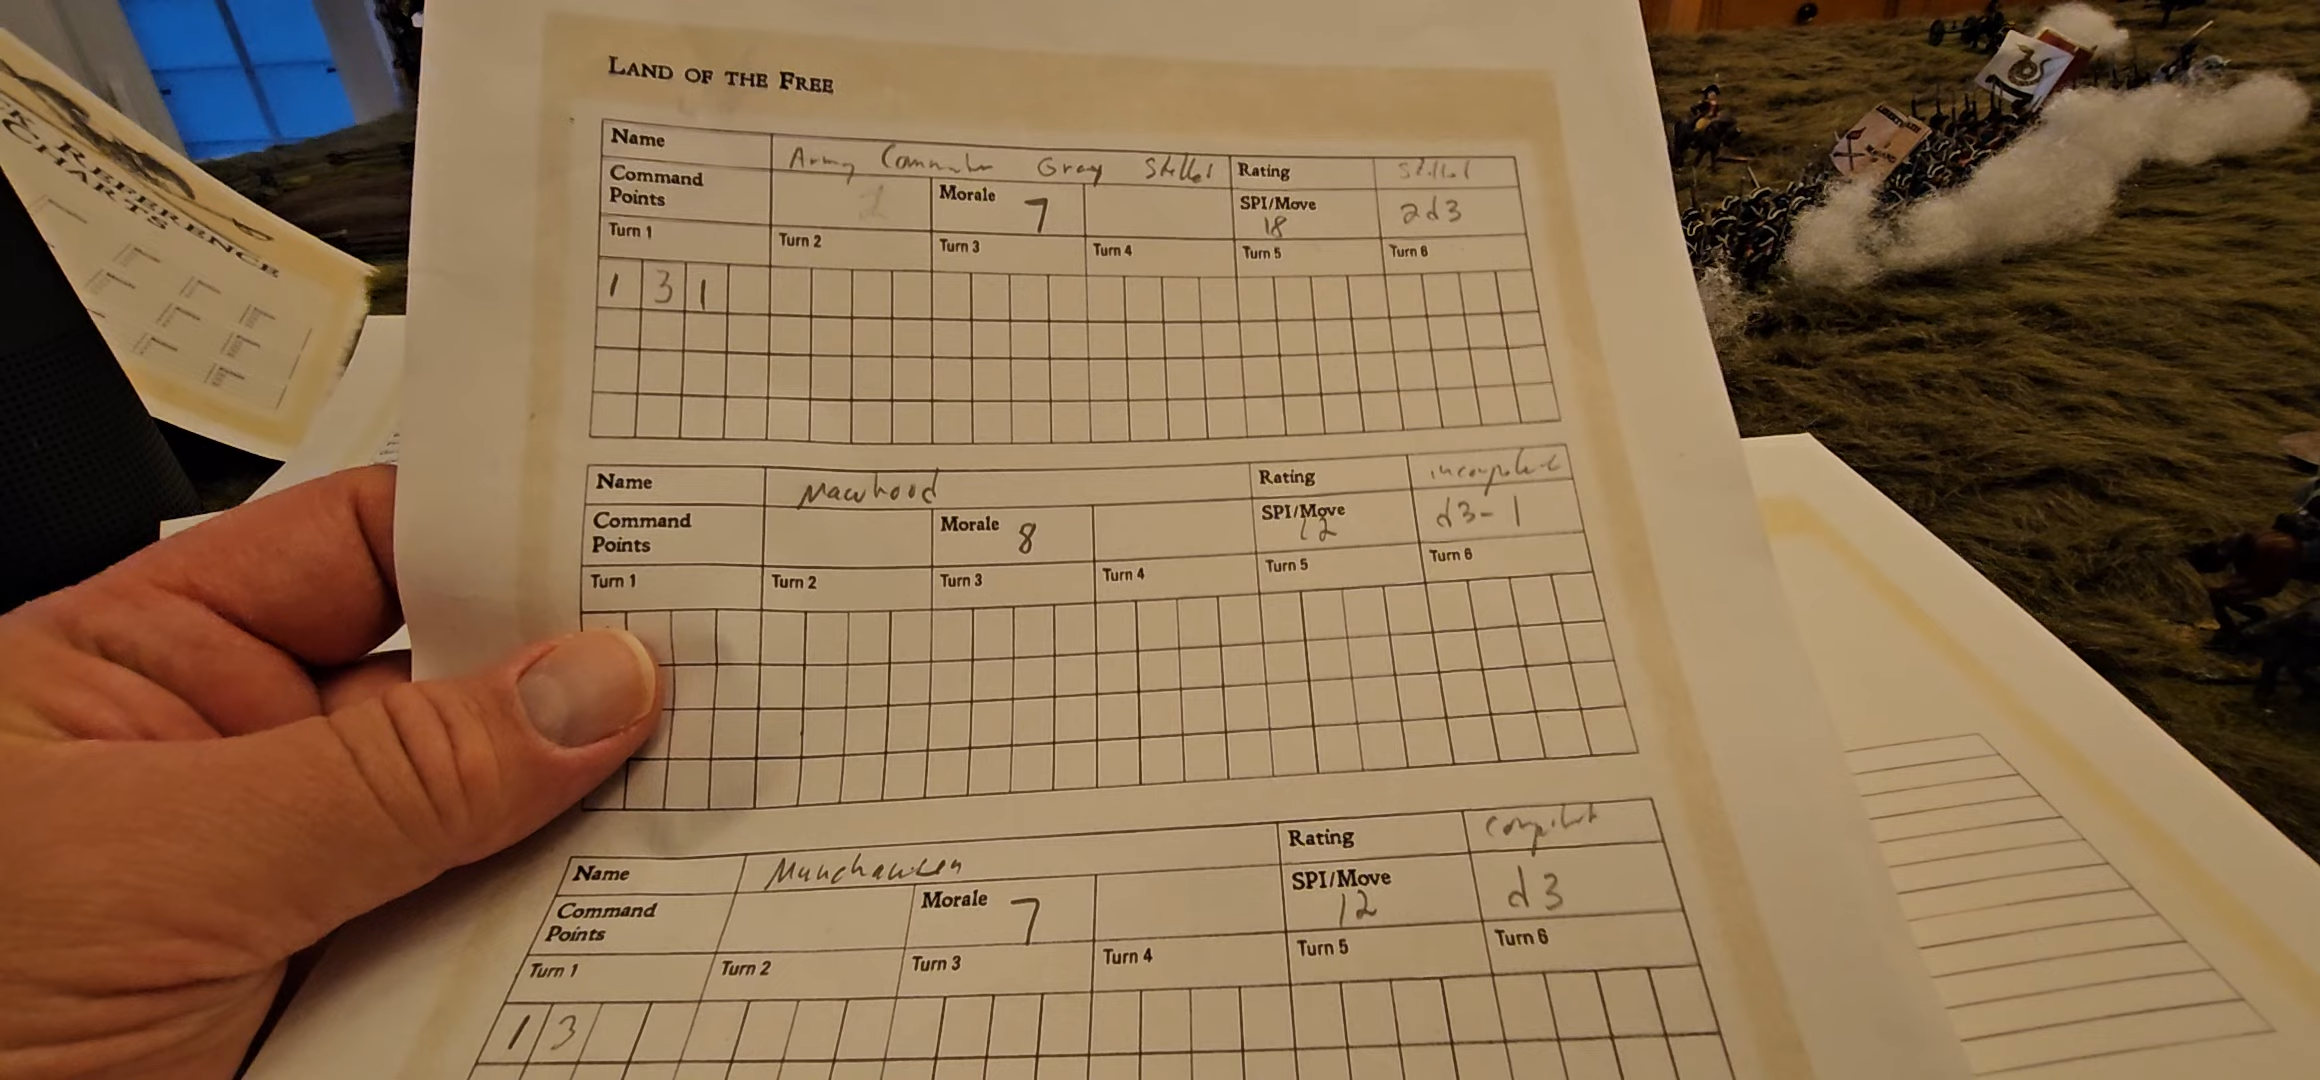 LAND OF THE FREE
Name Army Commander Gray Skilled Rating Skilled
Command Points Morale 7 SPI/Move 18 2d3
Turn 1 Turn 2 Turn 3 Turn 4 Turn 5 Turn 6
1 3 1
Name Mawhood Rating incompetent
Command Points Morale 8 SPI/Move 12 d3-1
Turn 1 Turn 2 Turn 3 Turn 4 Turn 5 Turn 6
Name Munchausen Rating Competent
Command Points Morale 7 SPI/Move 12 d3
Turn 1 Turn 2 Turn 3 Turn 4 Turn 5 Turn 6
1 3
REFERENCE
CHARTS